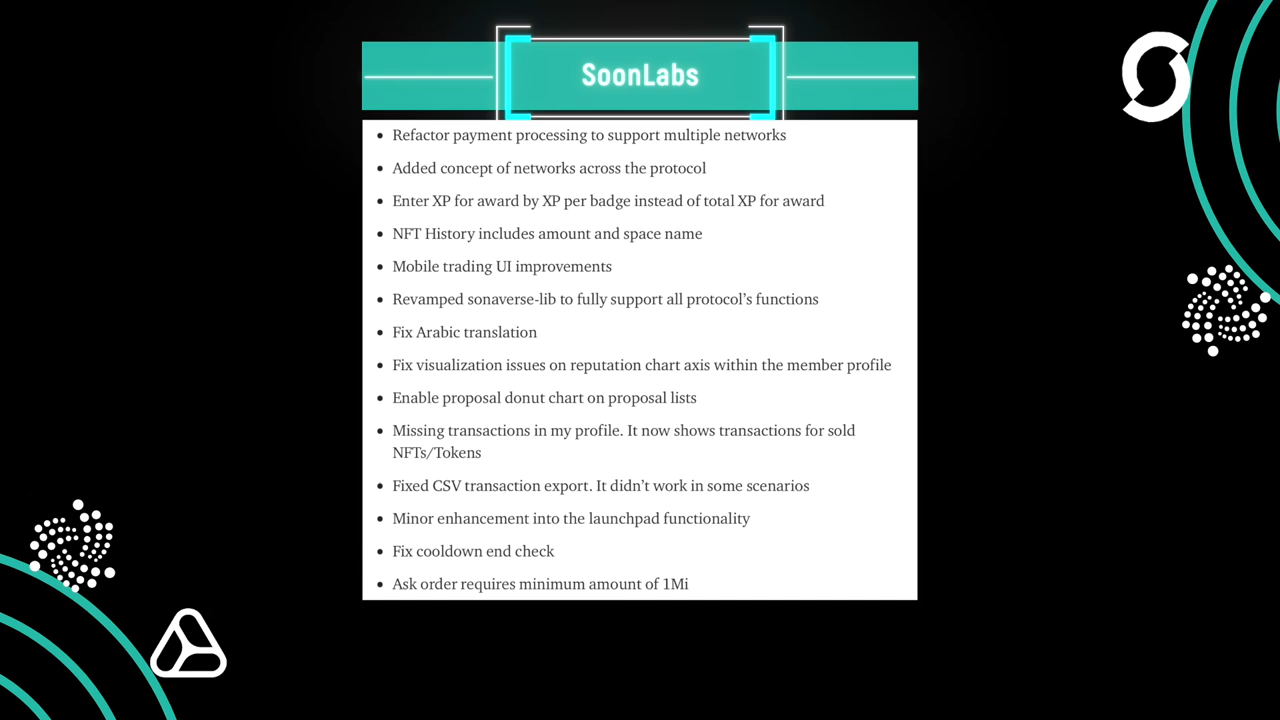 SoonLabs
• Refactor payment processing to support multiple networks
• Added concept of networks across the protocol
• Enter XP for award by XP per badge instead of total XP for award
• NFT History includes amount and space name
• Mobile trading UI improvements
• Revamped sonaverse-lib to fully support all protocol’s functions
• Fix Arabic translation
• Fix visualization issues on reputation chart axis within the member profile
• Enable proposal donut chart on proposal lists
• Missing transactions in my profile. It now shows transactions for sold
NFTs/Tokens
• Fixed CSV transaction export. It didn’t work in some scenarios
• Minor enhancement into the launchpad functionality
• Fix cooldown end check
• Ask order requires minimum amount of 1Mi